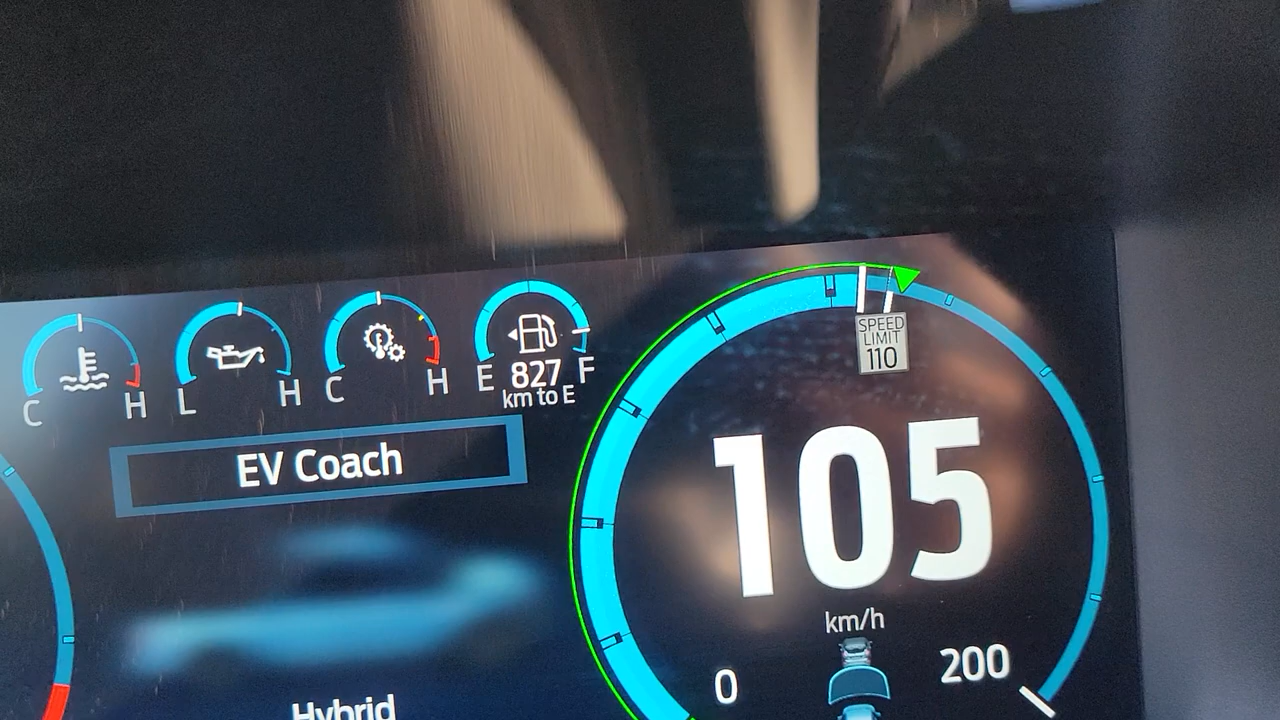 C H
L H
C H
E F
827
km to E
EV Coach
Hybrid
SPEED
LIMIT
110
105
km/h
0
200